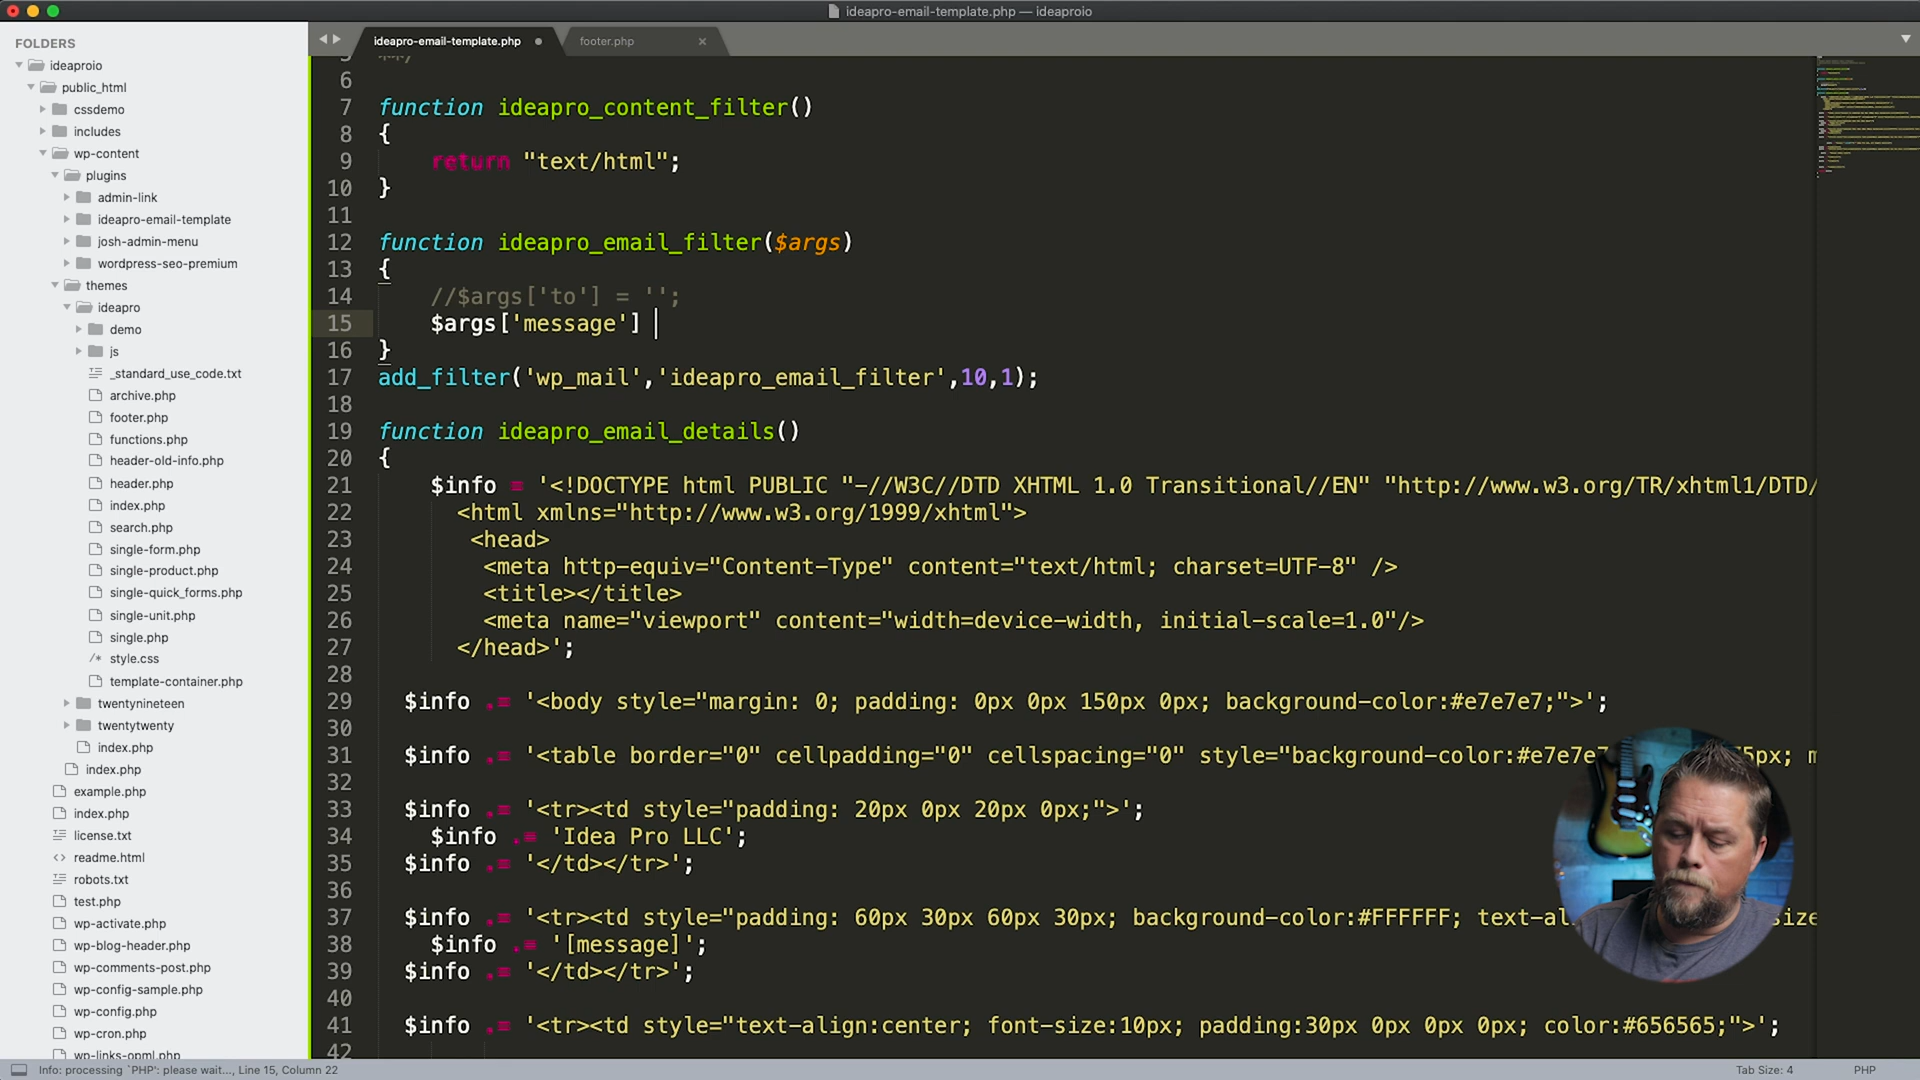 ideapro-email-template.php — ideaproio
FOLDERS
ideaproio
public_html
cssdemo
includes
wp-content
plugins
admin-link
ideapro-email-template
josh-admin-menu
wordpress-seo-premium
themes
ideapro
demo
js
_standard_use_code.txt
archive.php
footer.php
functions.php
header-old-info.php
header.php
index.php
search.php
single-form.php
single-product.php
single-quick_forms.php
single-unit.php
single.php
style.css
template-container.php
twentynineteen
twentytwenty
index.php
index.php
example.php
index.php
license.txt
readme.html
robots.txt
test.php
wp-activate.php
wp-blog-header.php
wp-comments-post.php
wp-config-sample.php
wp-config.php
wp-cron.php
wp-links-opml.php
ideapro-email-template.php
footer.php
6
7 function ideapro_content_filter()
8 {
9 return "text/html";
10 }
11
12 function ideapro_email_filter($args)
13 {
14 //$args['to'] = '';
15 $args['message']
16 }
17 add_filter('wp_mail','ideapro_email_filter',10,1);
18
19 function ideapro_email_details()
20 {
21 $info = '<!DOCTYPE html PUBLIC "-//W3C//DTD XHTML 1.0 Transitional//EN" "http://www.w3.org/TR/xhtml1/DTD/
22 <html xmlns="http://www.w3.org/1999/xhtml">
23 <head>
24 <meta http-equiv="Content-Type" content="text/html; charset=UTF-8" />
25 <title></title>
26 <meta name="viewport" content="width=device-width, initial-scale=1.0"/>
27 </head>';
28
29 $info .= '<body style="margin: 0; padding: 0px 0px 150px 0px; background-color:#e7e7e7;">';
30
31 $info .= '<table border="0" cellpadding="0" cellspacing="0" style="background-color:#e7e7e7 5px; m
32
33 $info .= '<tr><td style="padding: 20px 0px 20px 0px;">';
34 $info .= 'Idea Pro LLC';
35 $info .= '</td></tr>';
36
37 $info .= '<tr><td style="padding: 60px 30px 60px 30px; background-color:#FFFFFF; text-al size
38 $info .= '[message]';
39 $info .= '</td></tr>';
40
41 $info .= '<tr><td style="text-align:center; font-size:10px; padding:30px 0px 0px 0px; color:#656565;">';
42
Info: processing `PHP': please wait..., Line 15, Column 22
Tab Size: 4
PHP